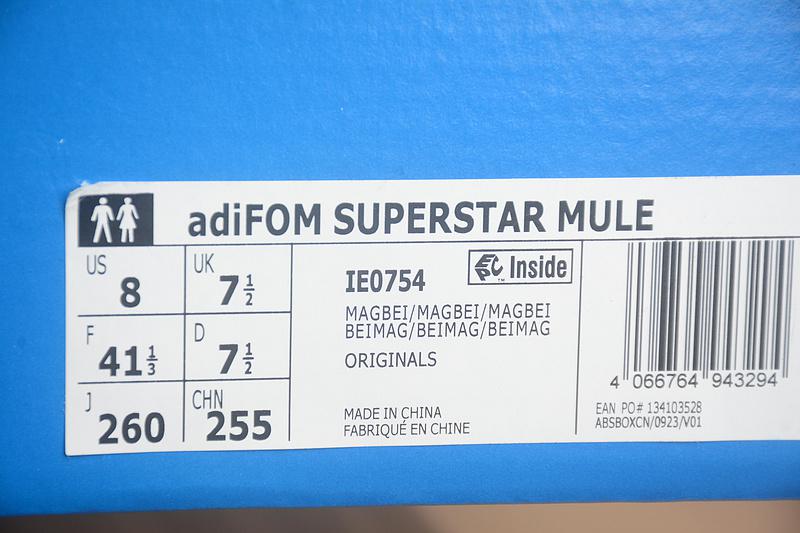 adiFOM SUPERSTAR MULE
US 8 UK 7 1/2
F 41 1/3 D 7 1/2
J 260 CHN 255
IE0754 EPC Inside
TM
MAGBEI/MAGBEI/MAGBEI
BEIMAG/BEIMAG/BEIMAG
ORIGINALS
MADE IN CHINA
FABRIQUÉ EN CHINE
4 066764 943294
EAN PO# 134103528
ABSBOXCN/0923/V01